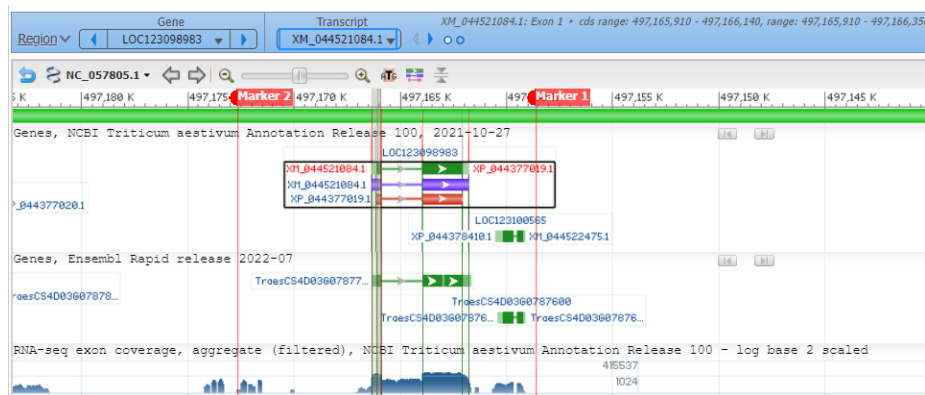 Gene
Transcript
XM_044521084.1: Exon 1 • cds range: 497,165,910 - 497,166,140, range: 497,165,910 - 497,166,35
Region
LOC123098983
XM_044521084.1
NC_057805.1
ATG
5 K
497,180 K
497,175
Marker 2
497,170 K
497,165 K
497,
Marker 1
497,155 K
497,150 K
497,145 K
Genes, NCBI Triticum aestivum Annotation Release 100, 2021-10-27
LOC123098983
XM_044521084.1
XP_044377019.1
XM_044521084.1
XP_044377019.1
P_044377020.1
LOC123100565
XP_044378410.1
XM_044522475.1
Genes, Ensembl Rapid release 2022-07
TraesCS4D03G07877...
raesCS4D03G07878...
TraesCS4D03G0787600
TraesCS4D03G07876...
TraesCS4D03G07876...
RNA-seq exon coverage, aggregate (filtered), NCBI Triticum aestivum Annotation Release 100 - log base 2 scaled
415537
1024